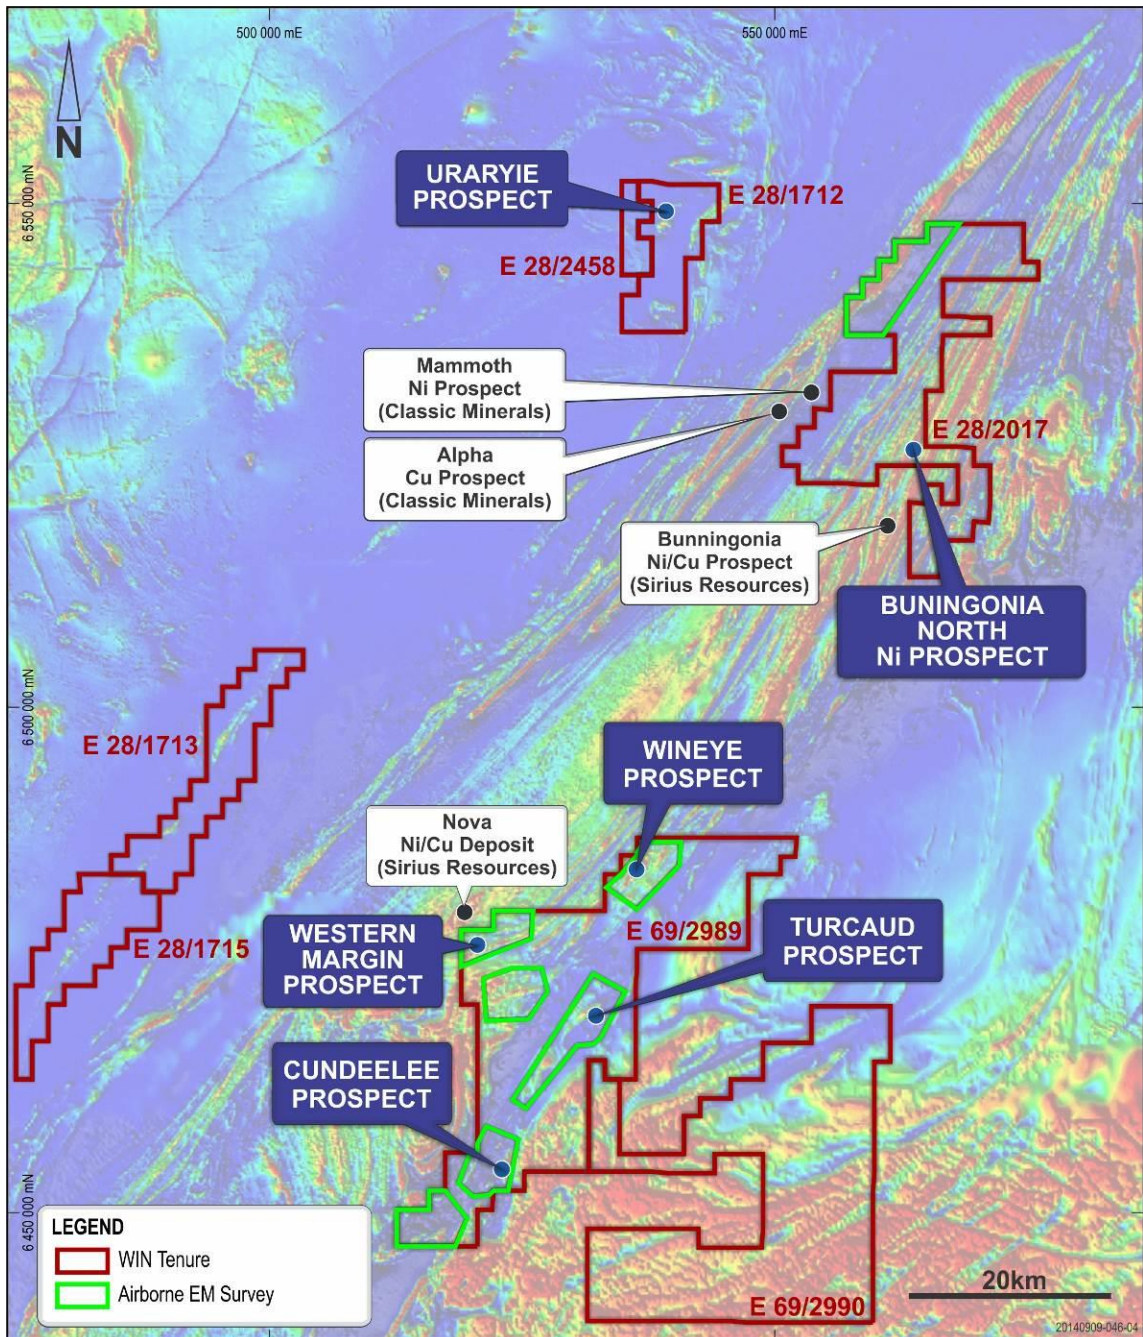 500 000 mE
550 000 mE
N
6 550 000 mN
URARYIE
PROSPECT
E 28/1712
E 28/2458
Mammoth
Ni Prospect
(Classic Minerals)
Alpha
Cu Prospect
(Classic Minerals)
E 28/2017
Bunningonia
Ni/Cu Prospect
(Sirius Resources)
BUNINGONIA
NORTH
Ni PROSPECT
6 500 000 mN
E 28/1713
WINEYE
PROSPECT
Nova
Ni/Cu Deposit
(Sirius Resources)
E 28/1715
WESTERN
MARGIN
PROSPECT
E 69/2989
TURCAUD
PROSPECT
CUNDEELEE
PROSPECT
6 450 000 mN
LEGEND
WIN Tenure
Airborne EM Survey
20km
E 69/2990
20140909-046-04